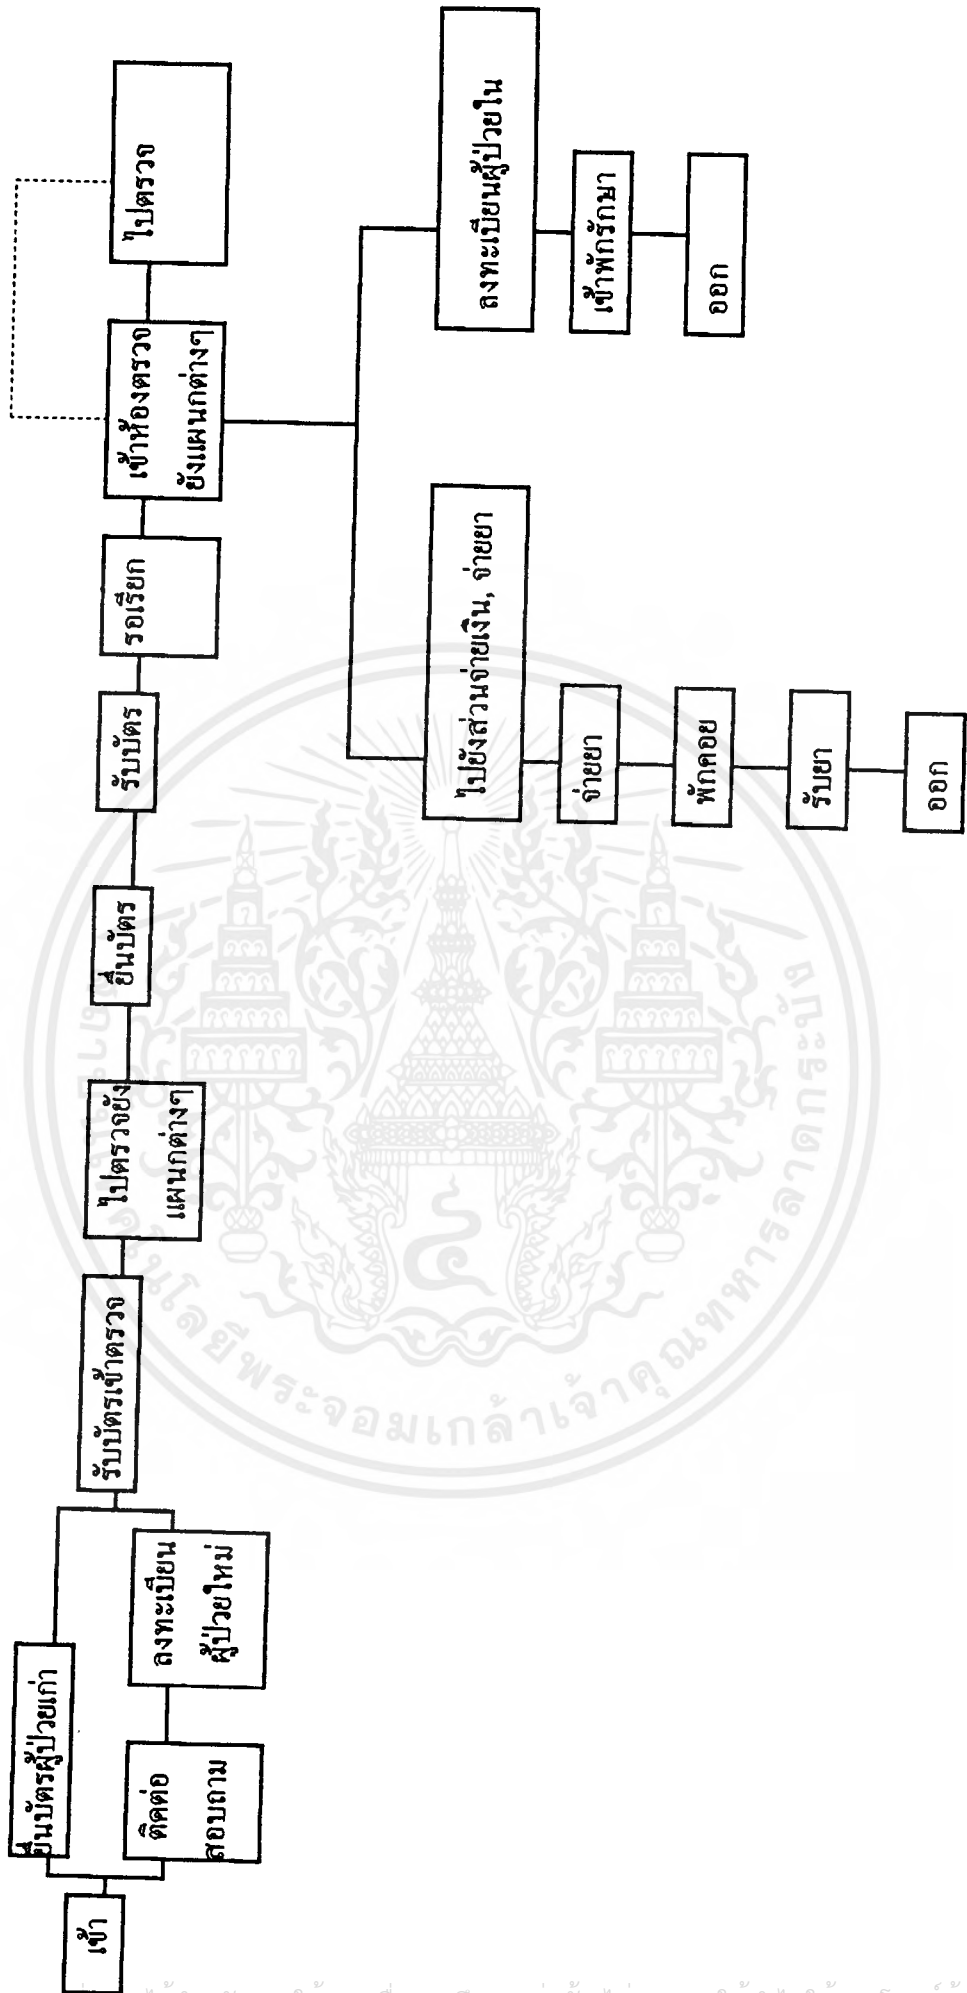 เข้า
ยื่นบัตรผู้ป่วยเก่า
ติดต่อ
สอบถาม
ลงทะเบียน
ผู้ป่วยใหม่
รับบัตรเข้าตรวจ
ไปตรวจยัง
แผนกต่างๆ
ยื่นบัตร
รับบัตร
รอเรียก
เข้าห้องตรวจ
ยังแผนกต่างๆ
ไปตรวจ
ไปยังส่วนจ่ายเงิน, จ่ายยา
จ่ายยา
พักคอย
รับยา
ออก
ลงทะเบียนผู้ป่วยใน
เข้าพักรักษา
ออก